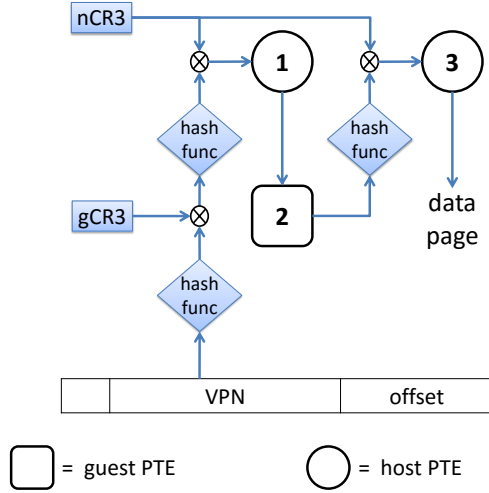 nCR3
1
3
hash
func
hash
func
gCR3
2
data
page
hash
func
VPN
offset
= guest PTE
= host PTE